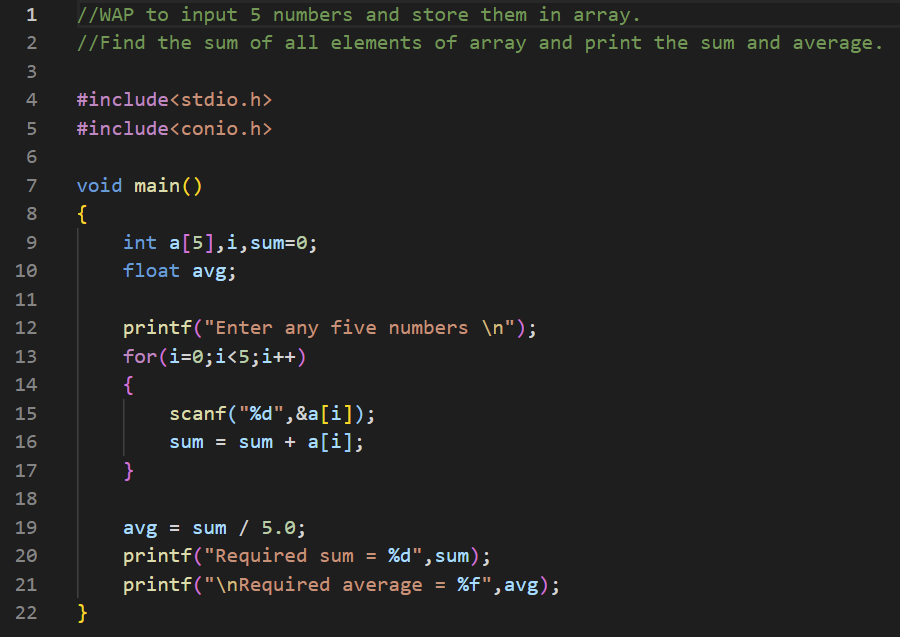 1 //WAP to input 5 numbers and store them in array.
2 //Find the sum of all elements of array and print the sum and average.
3
4 #include<stdio.h>
5 #include<conio.h>
6
7 void main()
8 {
9     int a[5],i,sum=0;
10     float avg;
11
12     printf("Enter any five numbers \n");
13     for(i=0;i<5;i++)
14     {
15         scanf("%d",&a[i]);
16         sum = sum + a[i];
17     }
18
19     avg = sum / 5.0;
20     printf("Required sum = %d",sum);
21     printf("\nRequired average = %f",avg);
22 }